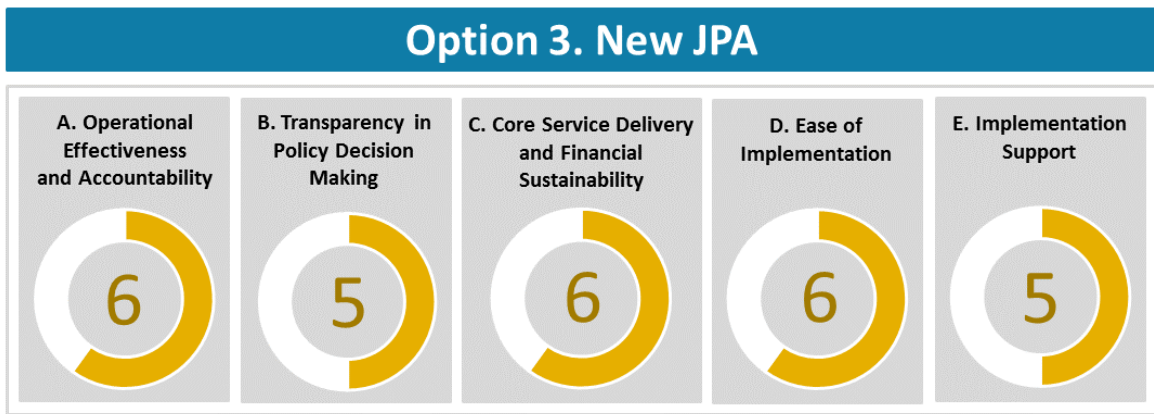 Option 3. New JPA
A. Operational
Effectiveness
and Accountability
6
B. Transparency in
Policy Decision
Making
5
C. Core Service Delivery
and Financial
Sustainability
6
D. Ease of
Implementation
6
E. Implementation
Support
5